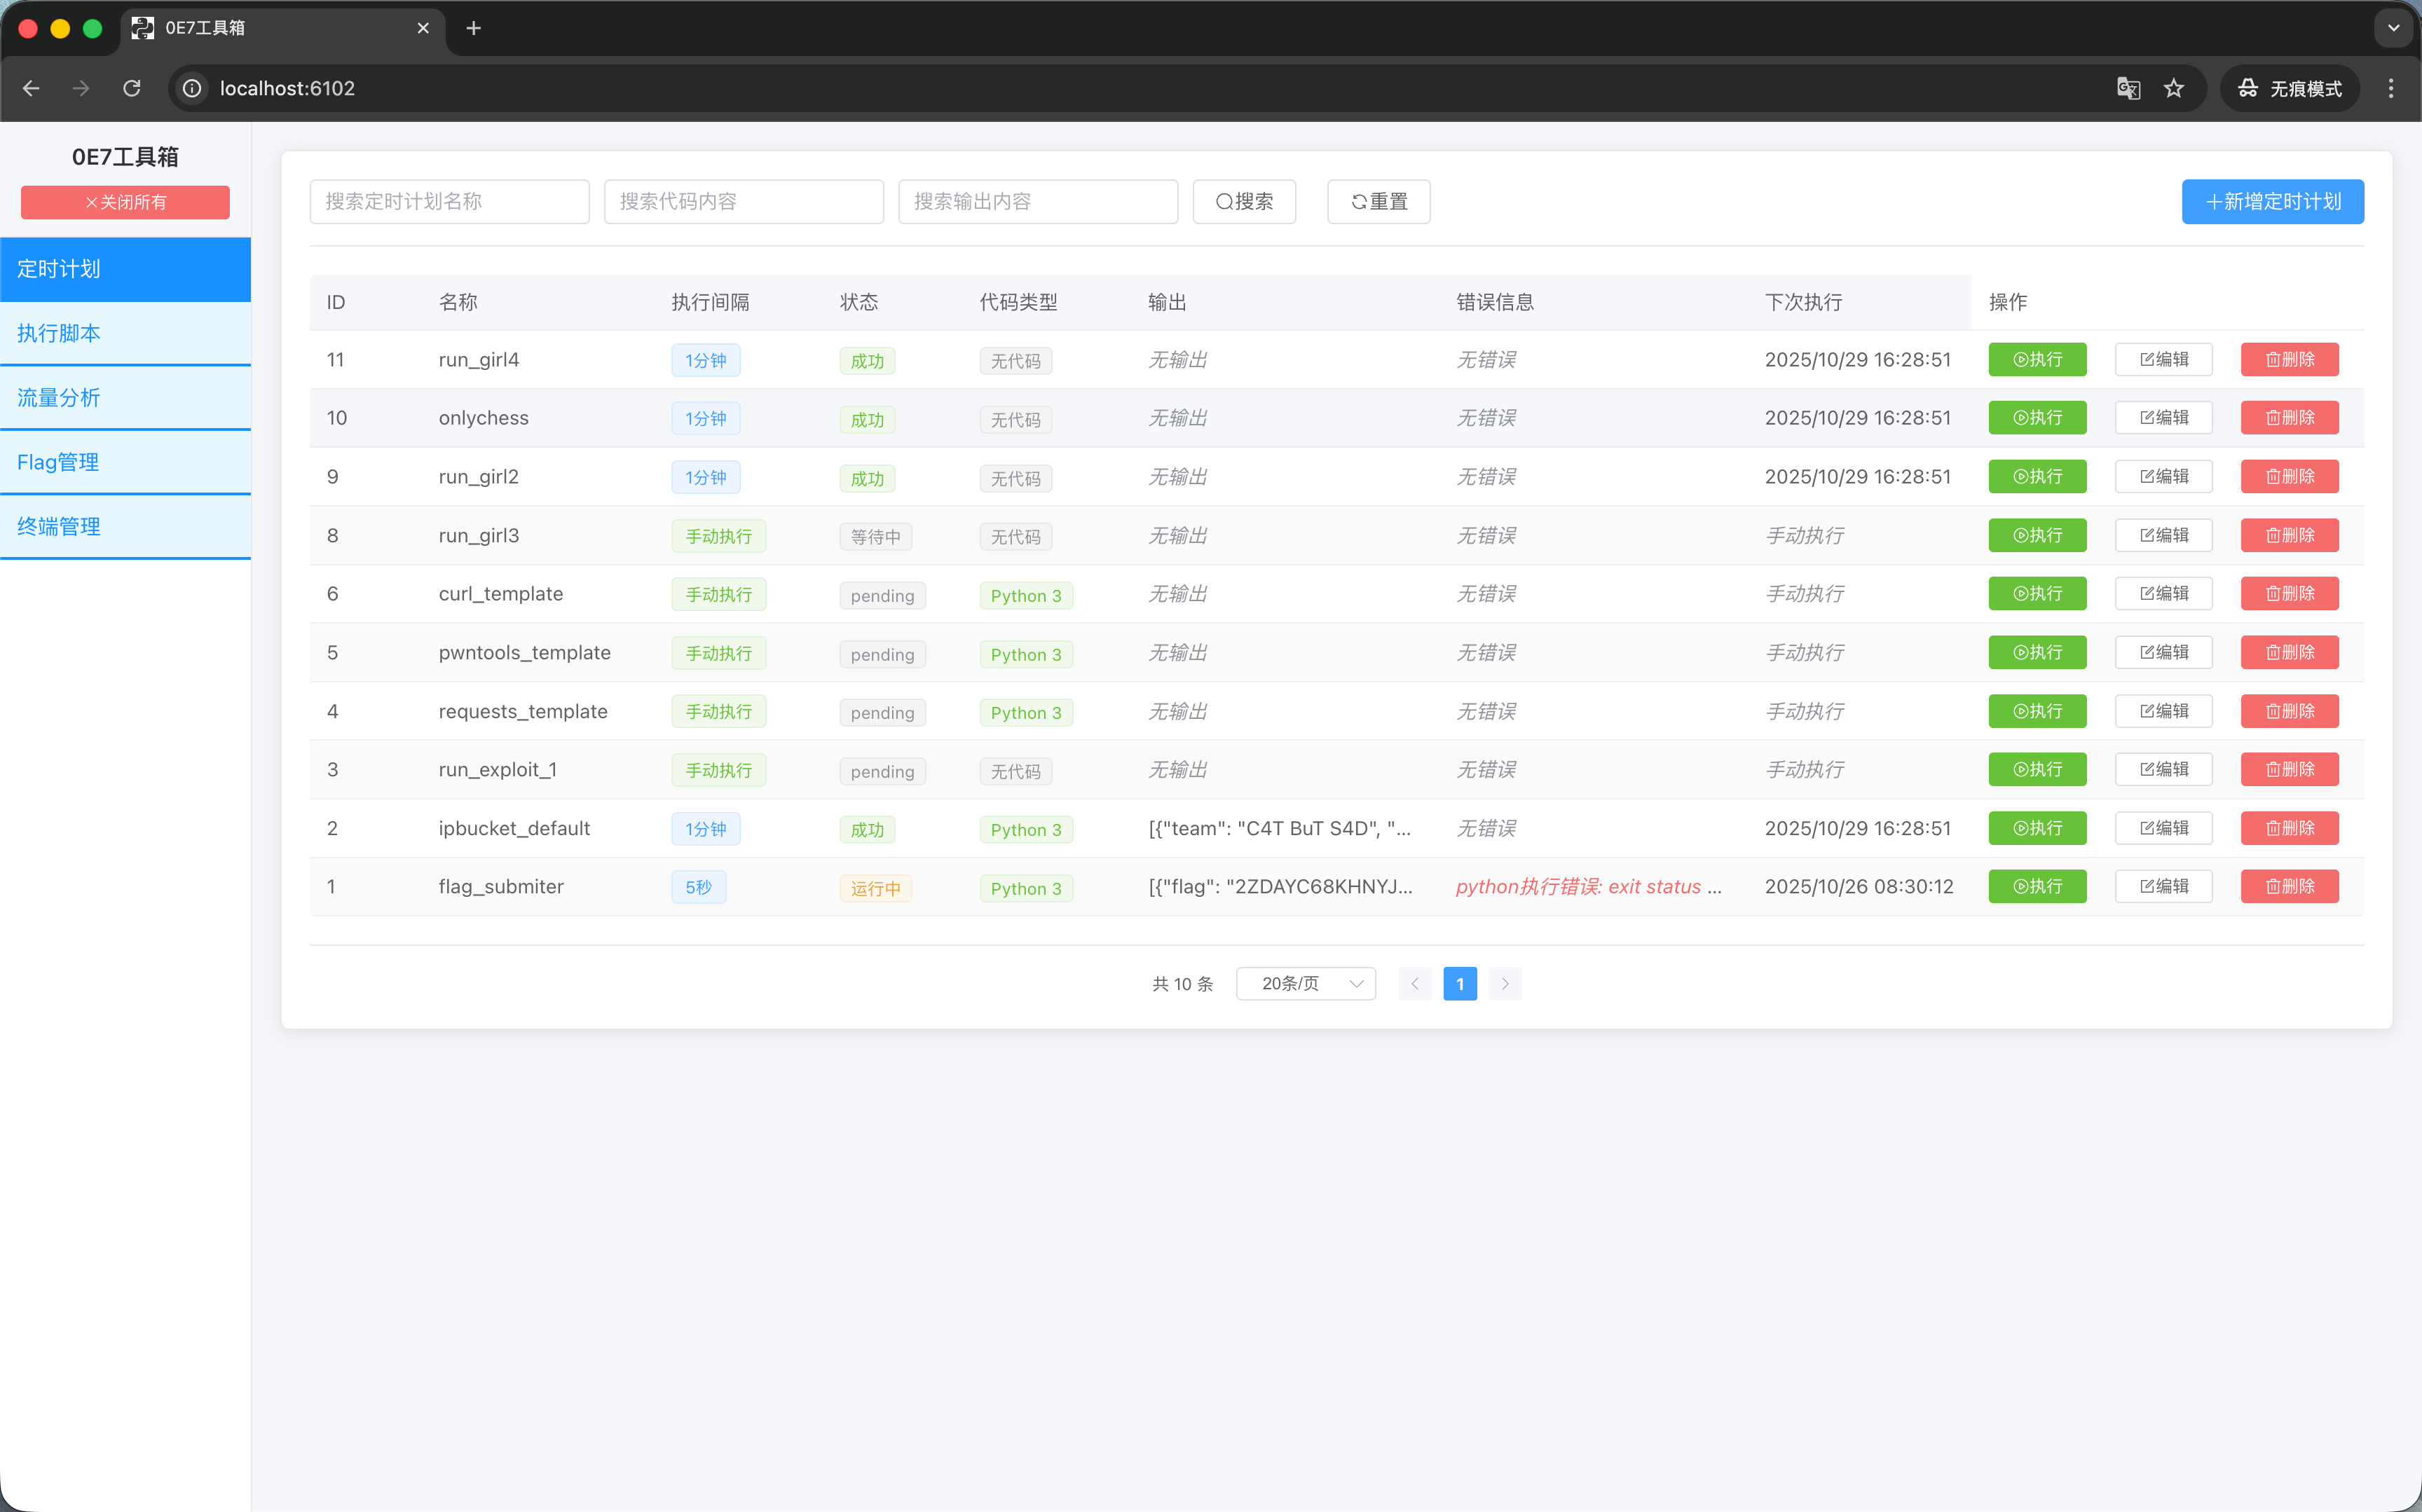 0E7工具箱
localhost:6102
无痕模式
0E7工具箱
关闭所有
定时计划
执行脚本
流量分析
Flag管理
终端管理
搜索定时计划名称 搜索代码内容 搜索输出内容 搜索 重置 新增定时计划
ID 名称 执行间隔 状态 代码类型 输出 错误信息 下次执行 操作
11 run_girl4 1分钟 成功 无代码 无输出 无错误 2025/10/29 16:28:51 执行 编辑 删除
10 onlychess 1分钟 成功 无代码 无输出 无错误 2025/10/29 16:28:51 执行 编辑 删除
9 run_girl2 1分钟 成功 无代码 无输出 无错误 2025/10/29 16:28:51 执行 编辑 删除
8 run_girl3 手动执行 等待中 无代码 无输出 无错误 手动执行 执行 编辑 删除
6 curl_template 手动执行 pending Python 3 无输出 无错误 手动执行 执行 编辑 删除
5 pwntools_template 手动执行 pending Python 3 无输出 无错误 手动执行 执行 编辑 删除
4 requests_template 手动执行 pending Python 3 无输出 无错误 手动执行 执行 编辑 删除
3 run_exploit_1 手动执行 pending 无代码 无输出 无错误 手动执行 执行 编辑 删除
2 ipbucket_default 1分钟 成功 Python 3 [{"team": "C4T BuT S4D", "... 无错误 2025/10/29 16:28:51 执行 编辑 删除
1 flag_submiter 5秒 运行中 Python 3 [{"flag": "2ZDAYC68KHNYJ... python执行错误: exit status ... 2025/10/26 08:30:12 执行 编辑 删除
共 10 条 20条/页 1